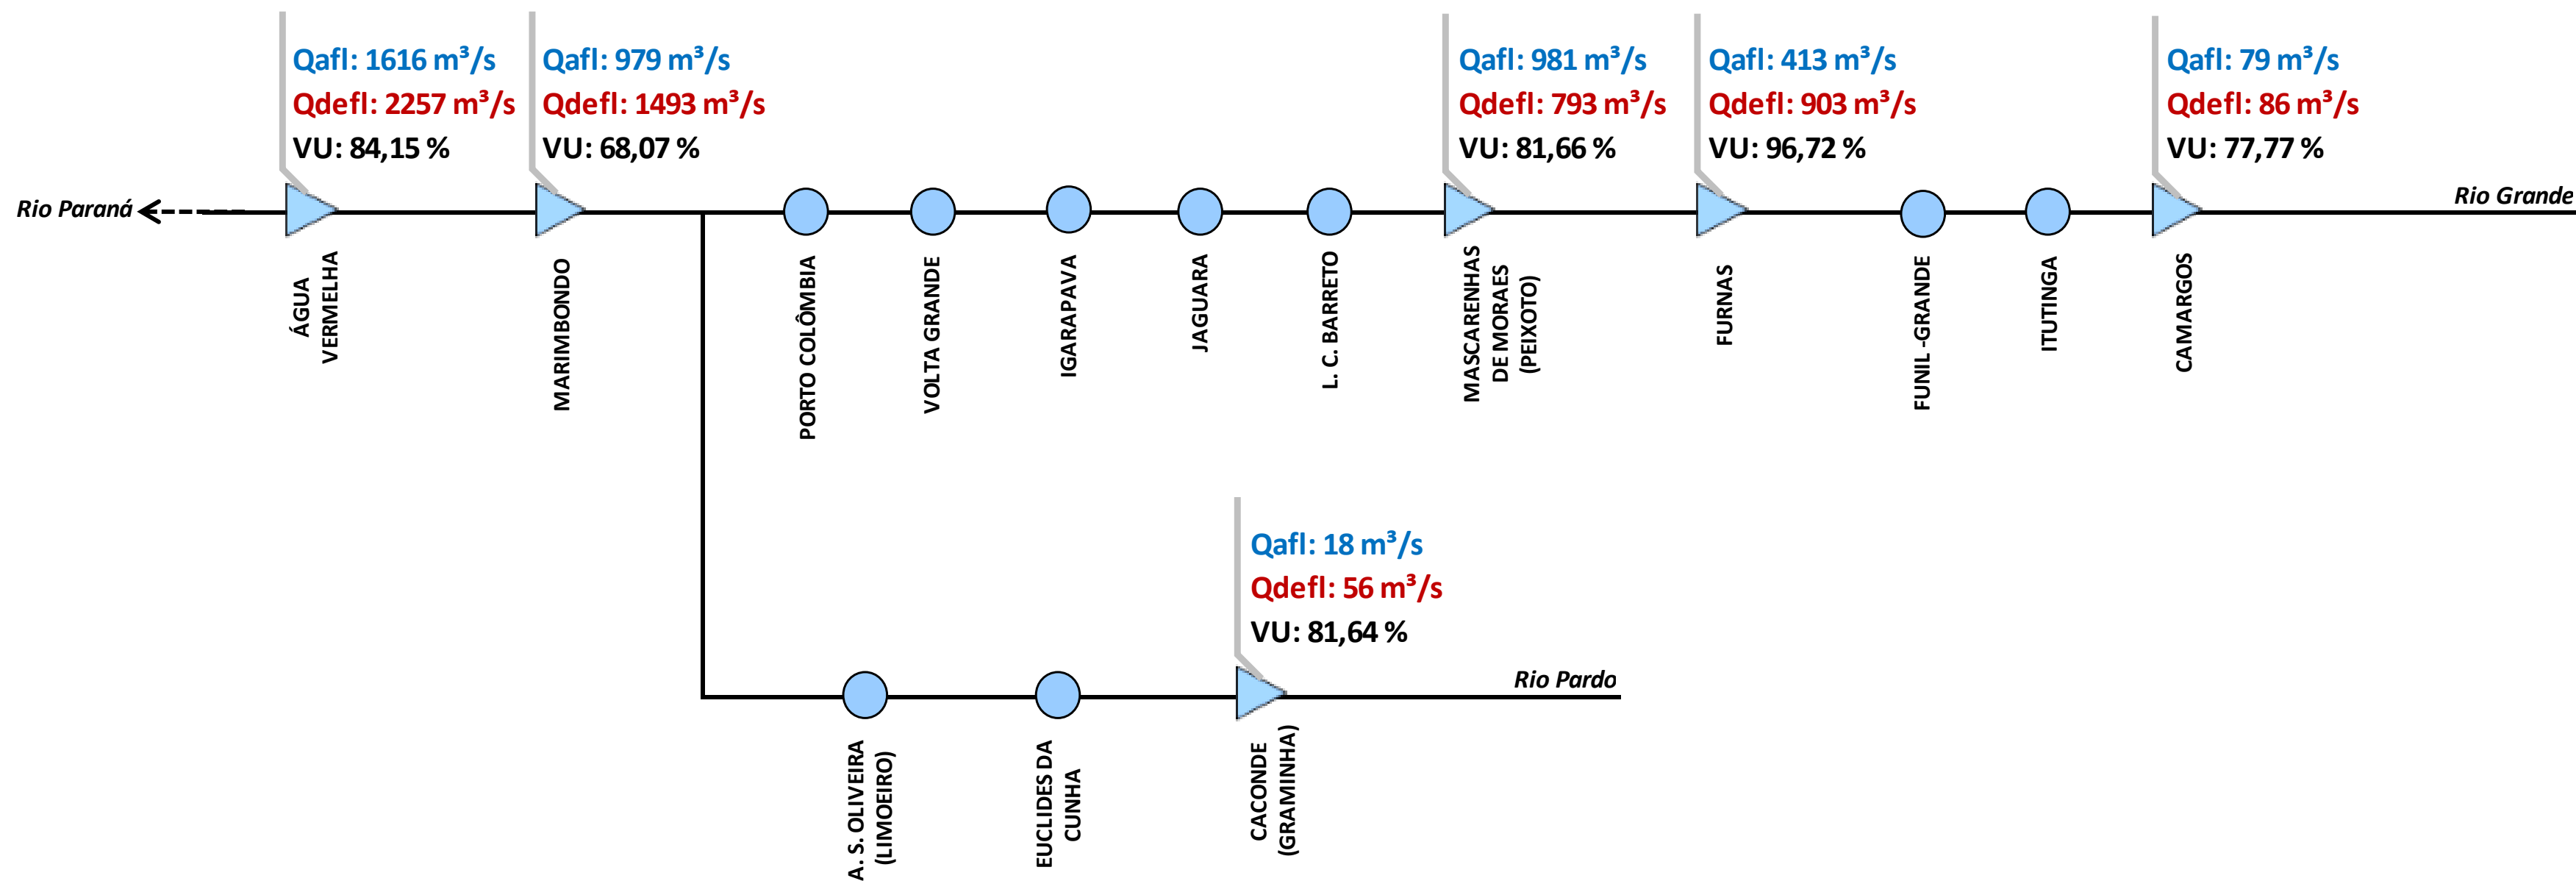 Qafl: 1616 m³/s
Qdefl: 2257 m³/s
VU: 84,15 %
Qafl: 979 m³/s
Qdefl: 1493 m³/s
VU: 68,07 %
Qafl: 981 m³/s
Qdefl: 793 m³/s
VU: 81,66 %
Qafl: 413 m³/s
Qdefl: 903 m³/s
VU: 96,72 %
Qafl: 79 m³/s
Qdefl: 86 m³/s
VU: 77,77 %
Rio Paraná
Rio Grande
ÁGUA
VERMELHA
MARIMBONDO
PORTO COLÔMBIA
VOLTA GRANDE
IGARAPAVA
JAGUARA
L. C. BARRETO
MASCARENHAS
DE MORAES
(PEIXOTO)
FURNAS
FUNIL -GRANDE
ITUTINGA
CAMARGOS
Qafl: 18 m³/s
Qdefl: 56 m³/s
VU: 81,64 %
Rio Pardo
A. S. OLIVEIRA
(LIMOEIRO)
EUCLIDES DA
CUNHA
CACONDE
(GRAMINHA)